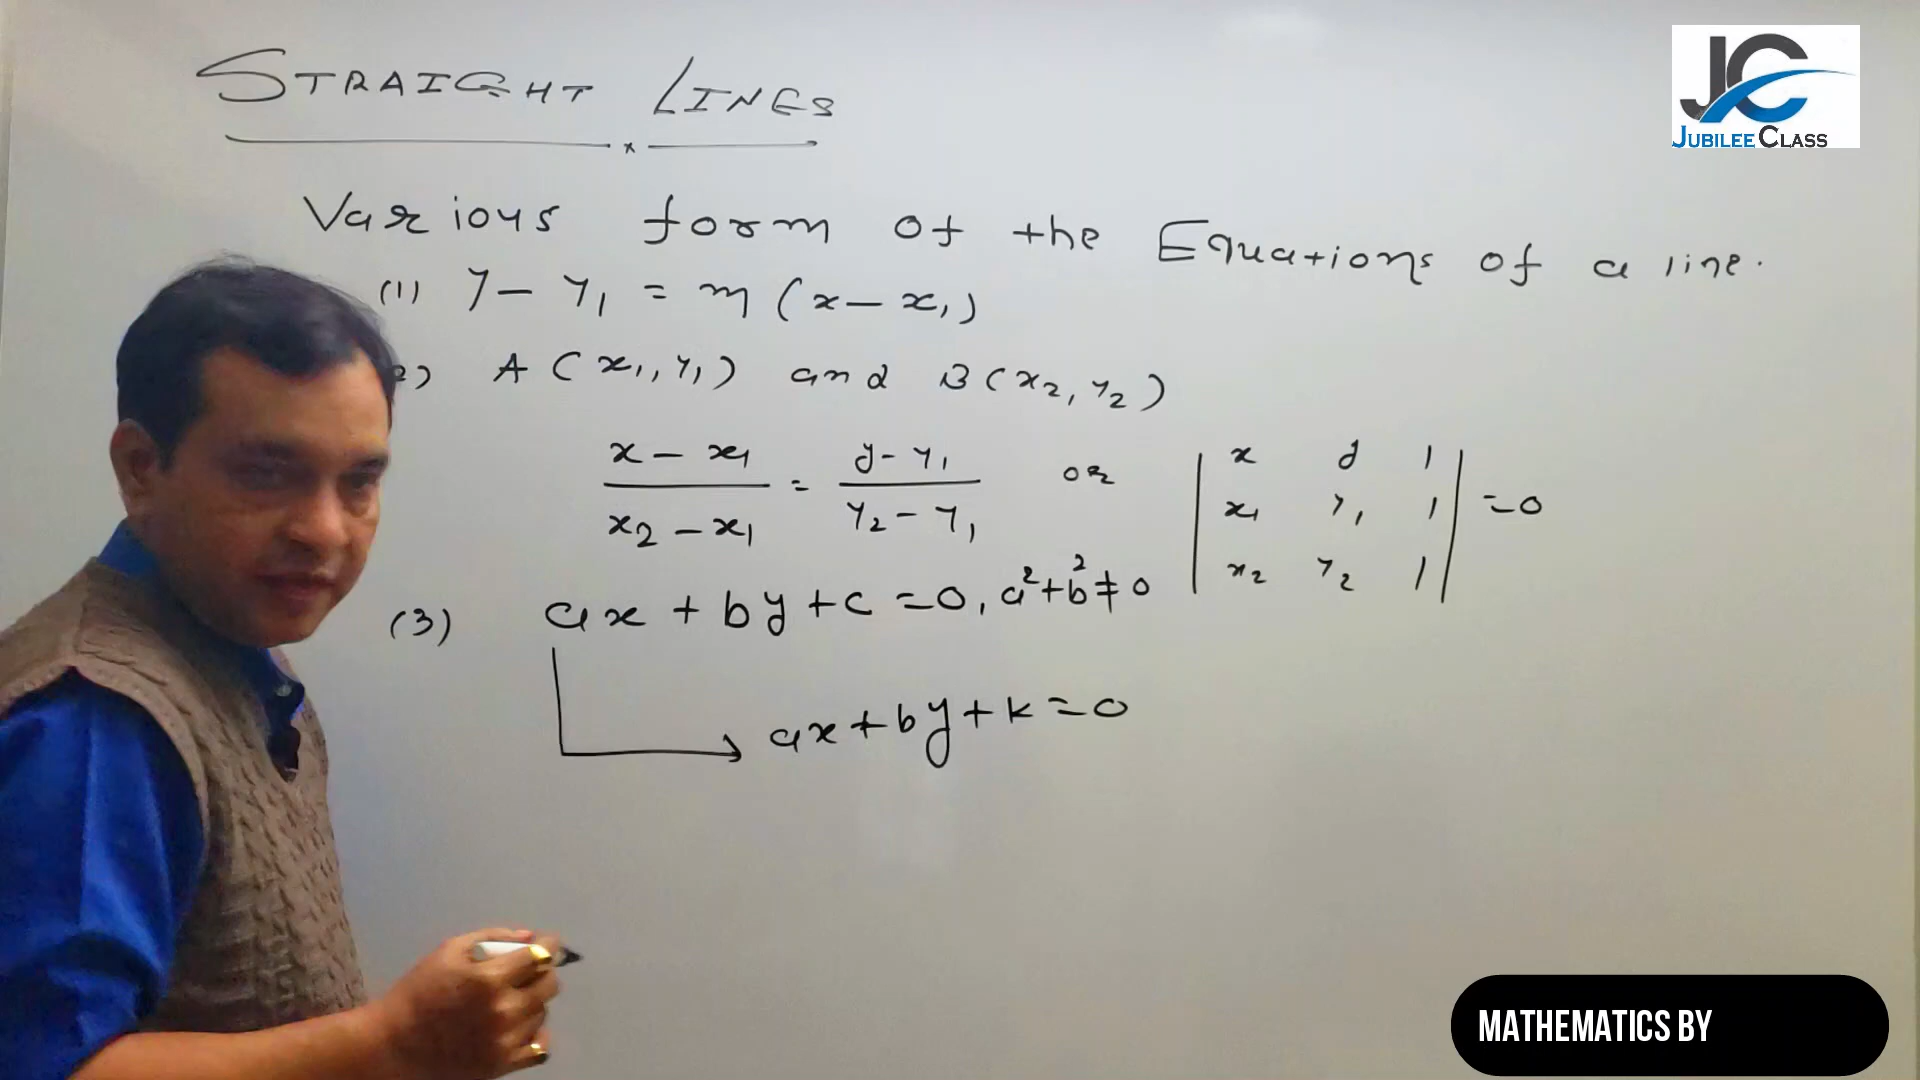 STRAIGHT LINES
JC
JUBILEE CLASS
Various form of the Equations of a line.
(1) y - y₁ = m (x - x₁)
2) A (x₁, y₁) and B (x₂, y₂)
(x - x₁)/(x₂ - x₁) = (y - y₁)/(y₂ - y₁) or | x y 1 |
| x₁ y₁ 1 | = 0
| x₂ y₂ 1 |
(3) ax + by + c = 0, a² + b² ≠ 0
ax + by + k = 0
MATHEMATICS BY